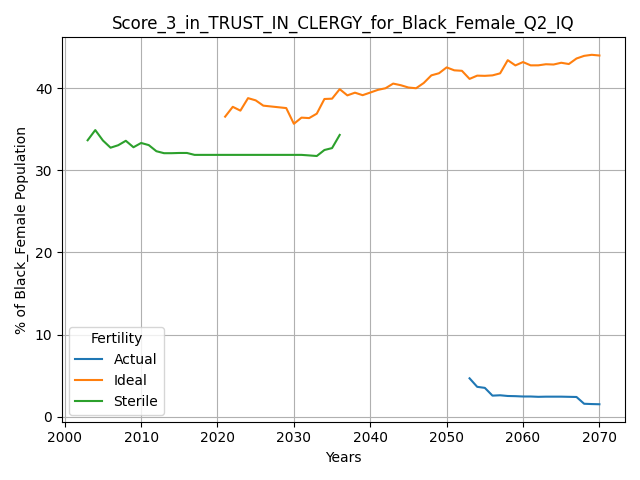 Score_3_in_TRUST_IN_CLERGY_for_Black_Female_Q2_IQ
% of Black_Female Population
40
30
20
10
0
Fertility
Actual
Ideal
Sterile
2000 2010 2020 2030 2040 2050 2060 2070
Years